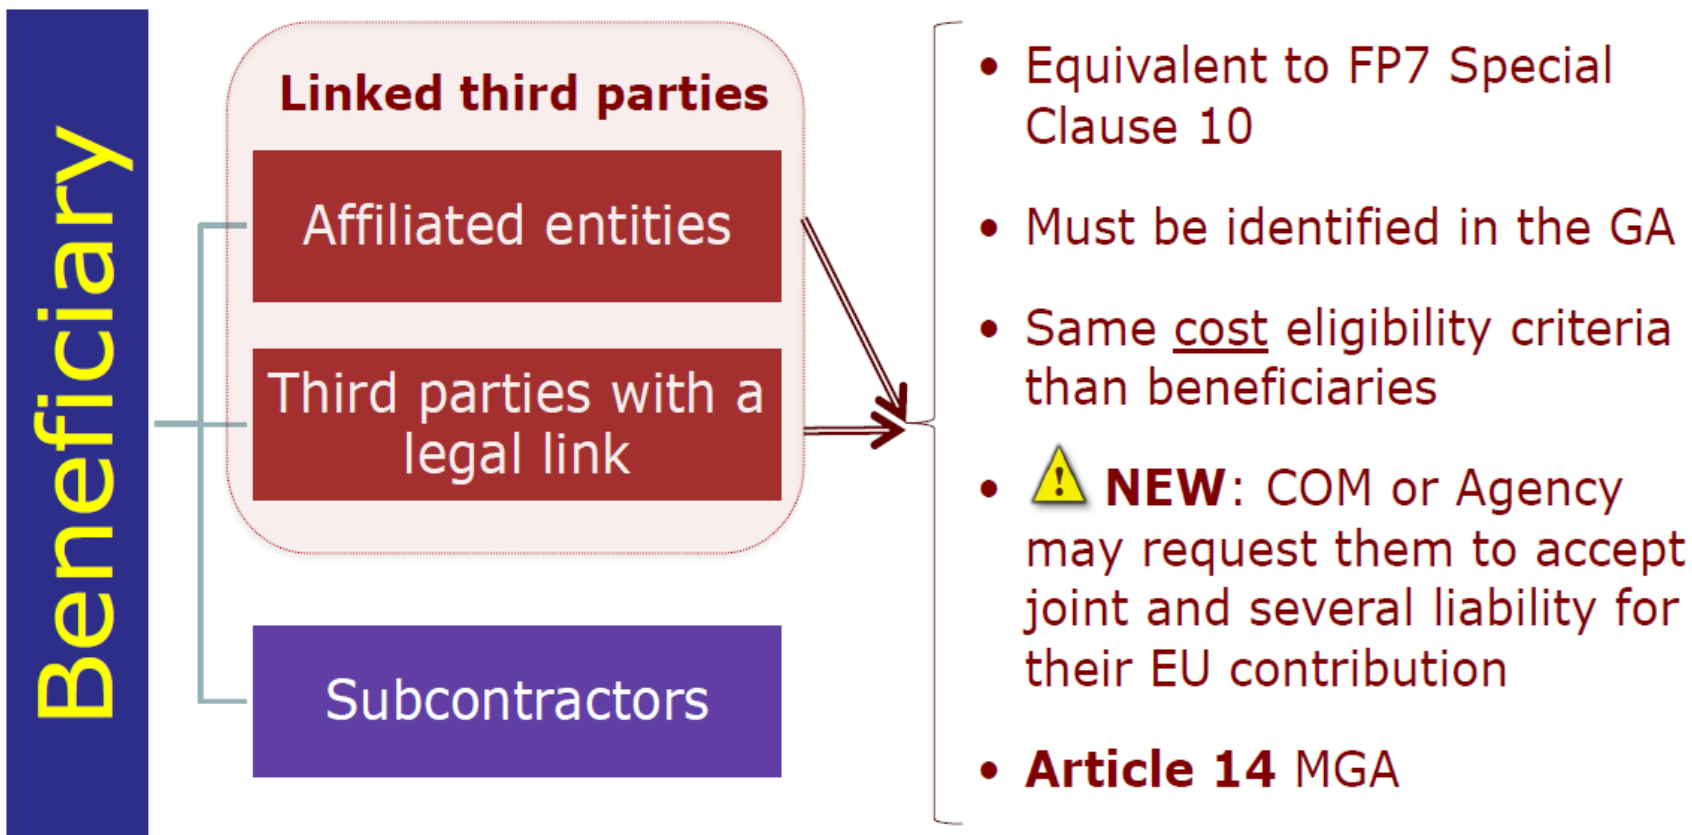 Beneficiary
Linked third parties
Affiliated entities
Third parties with a
legal link
Subcontractors
• Equivalent to FP7 Special
Clause 10
• Must be identified in the GA
• Same cost eligibility criteria
than beneficiaries
• ! NEW: COM or Agency
may request them to accept
joint and several liability for
their EU contribution
• Article 14 MGA